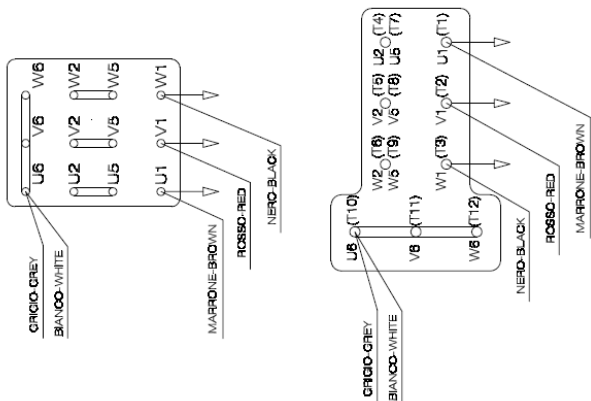 W6
W2
W5
W1
V6
V2
V5
V1
U6
U2
U5
U1
GRIGIO-GREY
BIANCO-WHITE
MARRONE-BROWN
ROSSO-RED
NERO-BLACK
U2 (T4)
U5 (T7)
U1 (T1)
V2 (T5)
V5 (T8)
V1 (T2)
W2 (T6)
W5 (T9)
W1 (T3)
U6 (T10)
V6 (T11)
W6 (T12)
GRIGIO-GREY
BIANCO-WHITE
NERO-BLACK
ROSSO-RED
MARRONE-BROWN